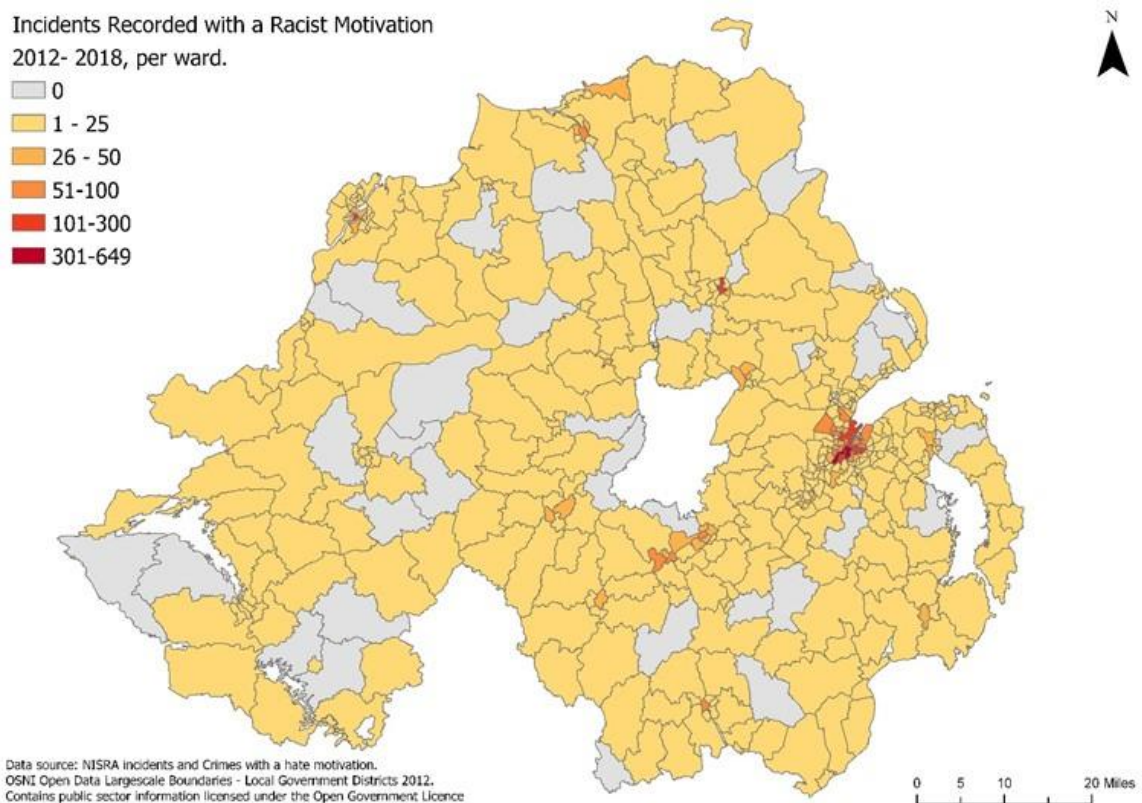 Incidents Recorded with a Racist Motivation
2012- 2018, per ward.
0
1 - 25
26 - 50
51-100
101-300
301-649
N
Data source: NISRA incidents and Crimes with a hate motivation.
OSNI Open Data Largescale Boundaries - Local Government Districts 2012.
Contains public sector information licensed under the Open Government Licence
0 5 10 20 Miles